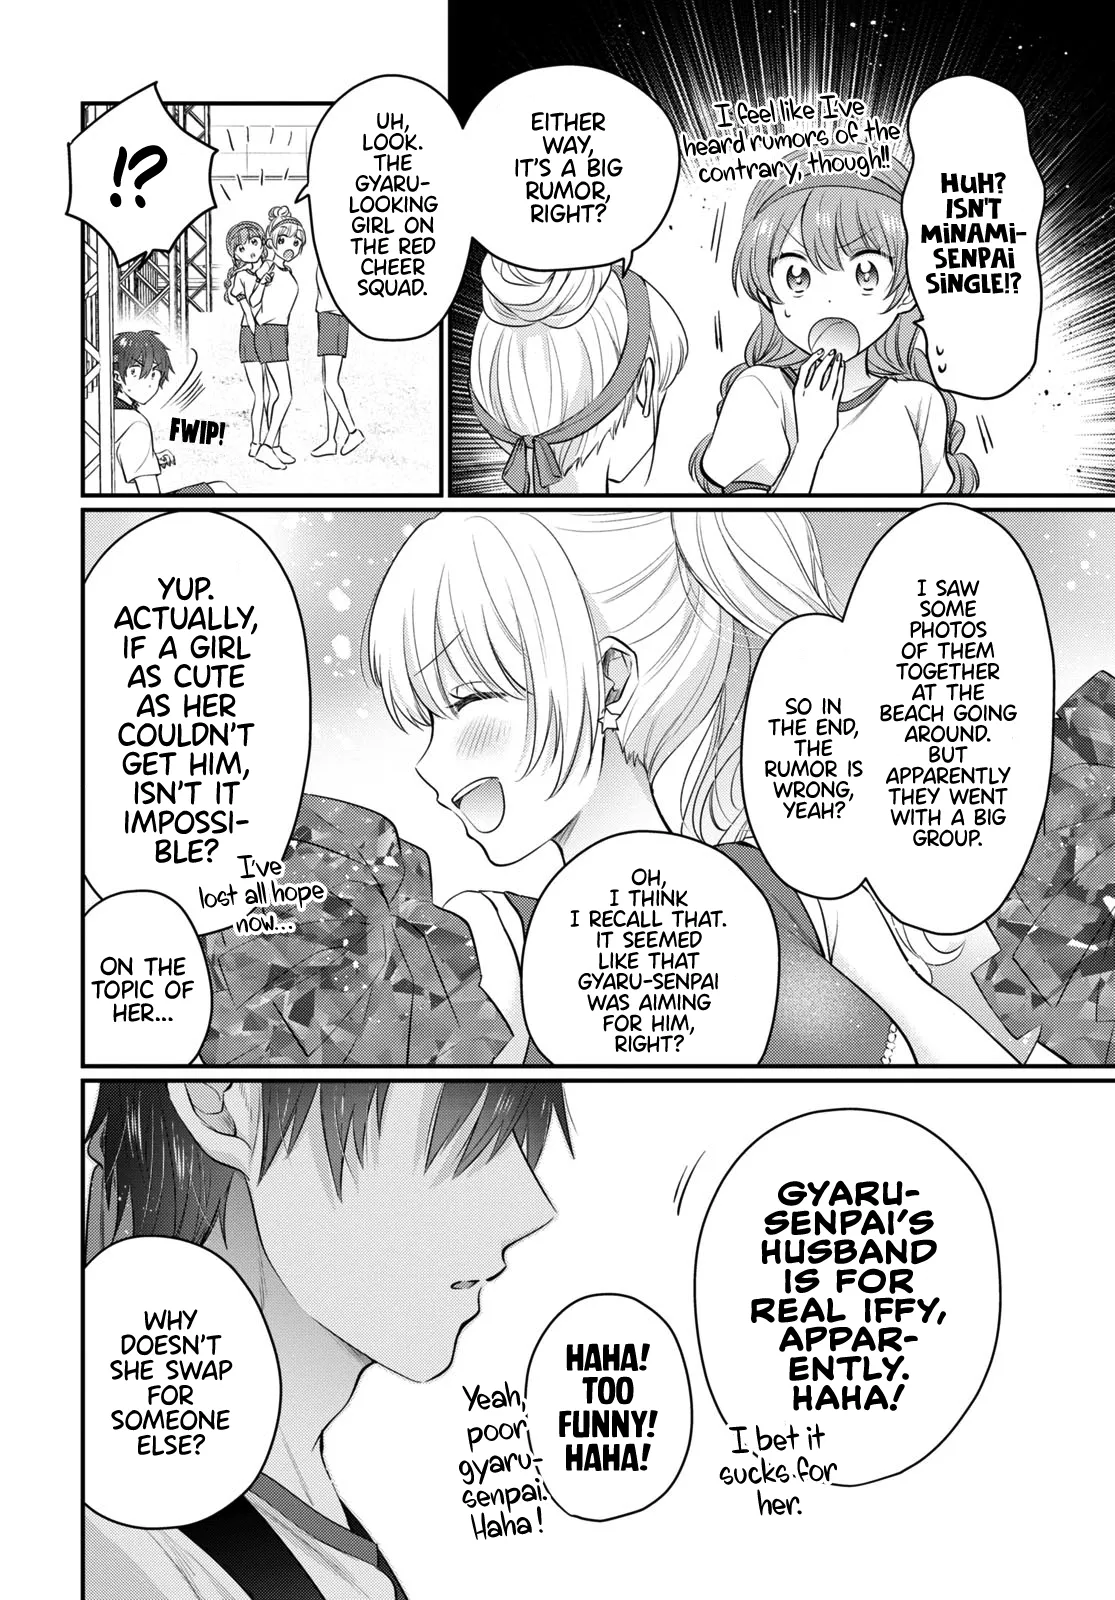 HUH?
ISN'T
MINAMI-
SENPAI
SINGLE!?
I feel like I've
heard rumors of the
contrary, though!!
EITHER
WAY,
IT'S A BIG
RUMOR,
RIGHT?
UH,
LOOK.
THE
GYARU-
LOOKING
GIRL ON
THE RED
CHEER
SQUAD.
!?
FWIP!
I SAW
SOME
PHOTOS
OF THEM
TOGETHER
AT THE
BEACH GOING
AROUND.
BUT
APPARENTLY
THEY WENT
WITH A BIG
GROUP.
SO IN
THE END,
THE
RUMOR IS
WRONG,
YEAH?
OH,
I THINK
I RECALL THAT.
IT SEEMED
LIKE THAT
GYARU-SENPAI
WAS AIMING
FOR HIM,
RIGHT?
YUP.
ACTUALLY,
IF A GIRL
AS CUTE
AS HER
COULDN'T
GET HIM,
ISN'T IT
IMPOSSI-
BLE?
I've
lost all hope
now...
ON THE
TOPIC OF
HER...
GYARU-
SENPAI'S
HUSBAND
IS FOR
REAL IFFY,
APPAR-
ENTLY.
HAHA!
I bet it
sucks for
her.
HAHA!
TOO
FUNNY!
HAHA!
Yeah,
poor
gyaru-
senpai.
Haha!
WHY
DOESN'T
SHE SWAP
FOR
SOMEONE
ELSE?